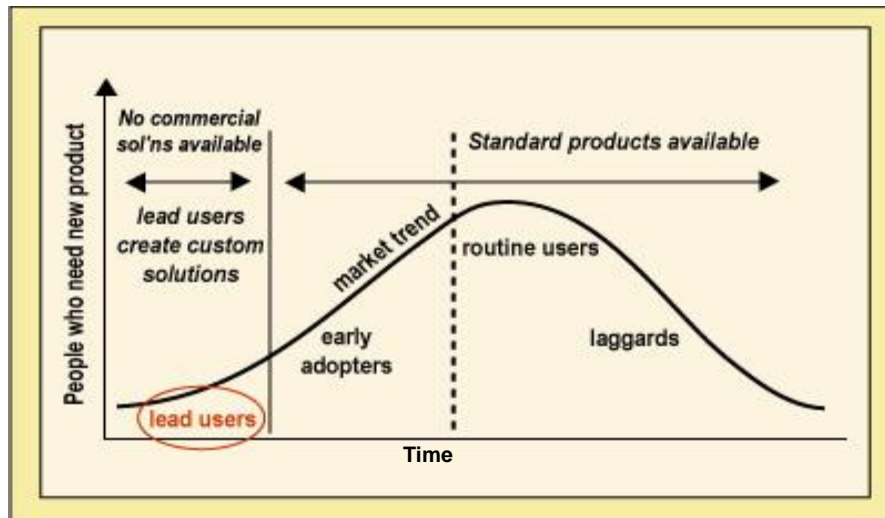 No commercial
sol'ns available
Standard products available
People who need new product
lead users
create custom
solutions
market trend
routine users
early
adopters
laggards
lead users
Time